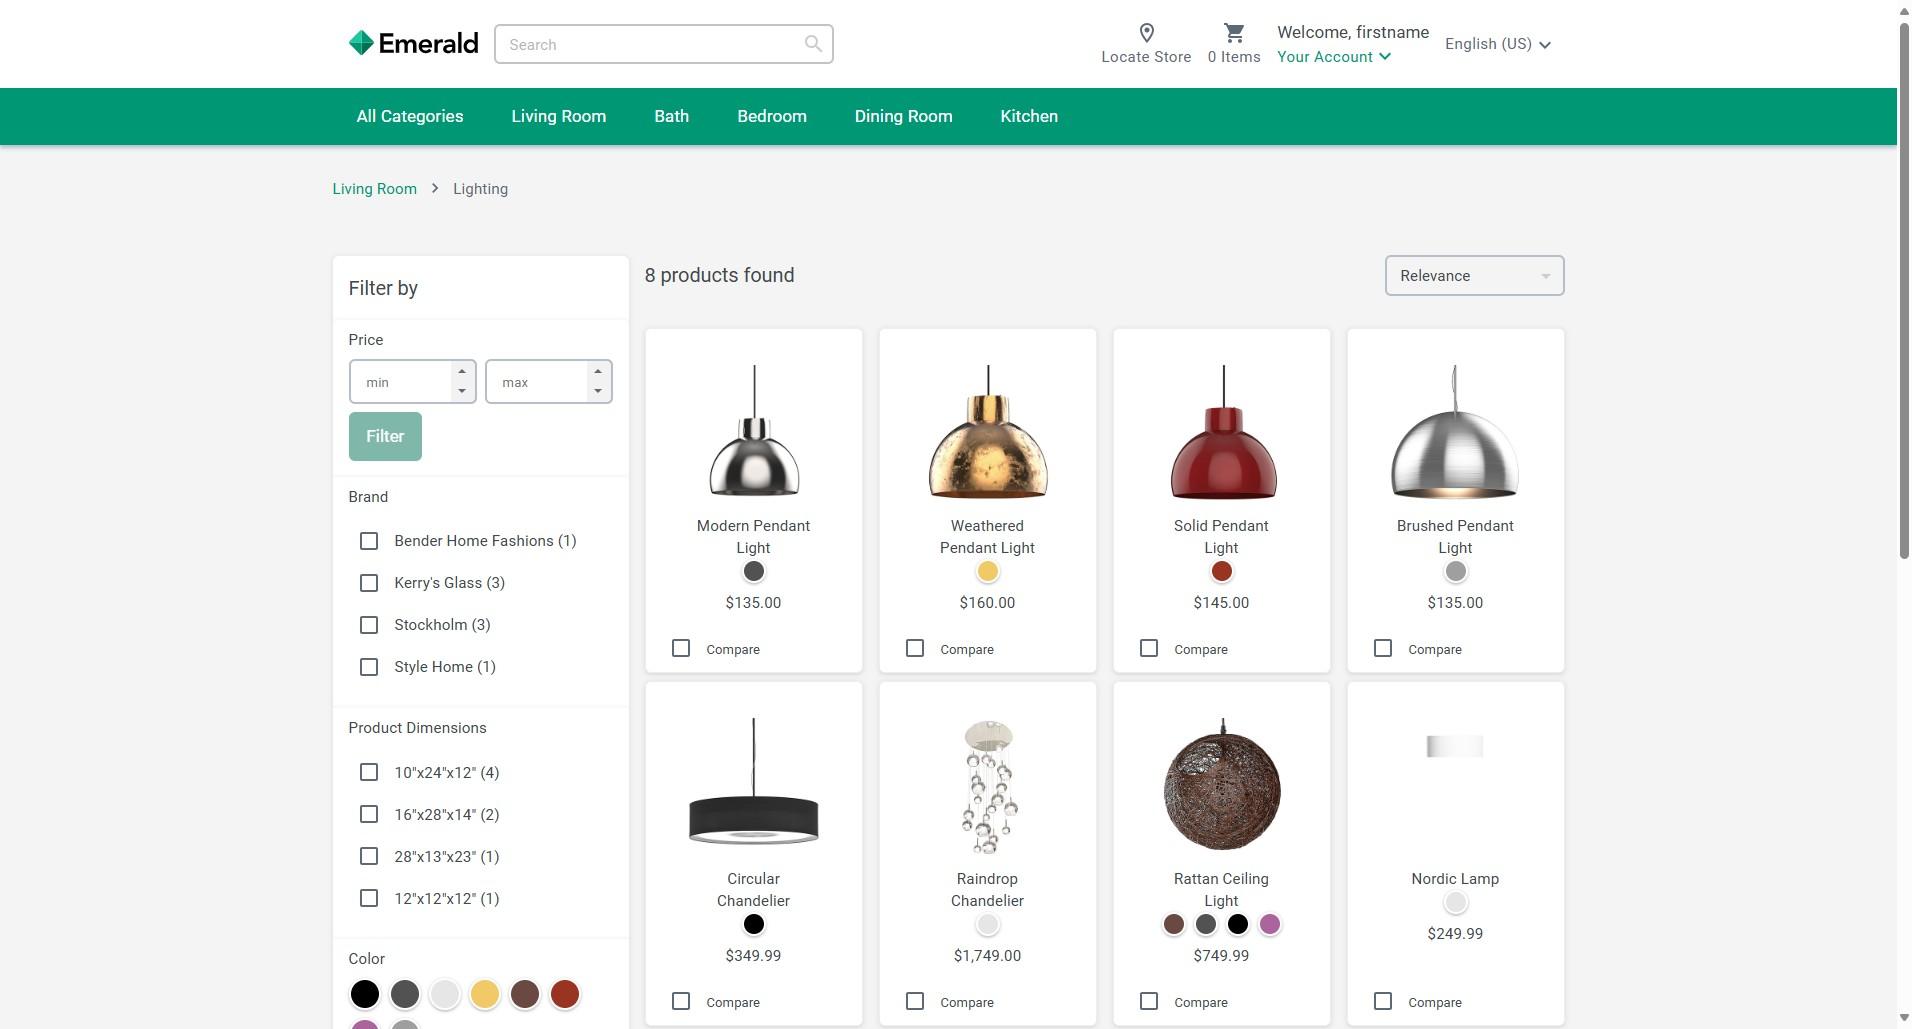 Emerald
Search
Locate Store
0 Items
Welcome, firstname
Your Account
English (US)
All Categories
Living Room
Bath
Bedroom
Dining Room
Kitchen
Living Room
Lighting
Filter by
Price
min
max
Filter
Brand
Bender Home Fashions (1)
Kerry's Glass (3)
Stockholm (3)
Style Home (1)
Product Dimensions
10"x24"x12" (4)
16"x28"x14" (2)
28"x13"x23" (1)
12"x12"x12" (1)
Color
8 products found
Relevance
Modern Pendant
Light
$135.00
Compare
Weathered
Pendant Light
$160.00
Compare
Solid Pendant
Light
$145.00
Compare
Brushed Pendant
Light
$135.00
Compare
Circular
Chandelier
$349.99
Compare
Raindrop
Chandelier
$1,749.00
Compare
Rattan Ceiling
Light
$749.99
Compare
Nordic Lamp
$249.99
Compare